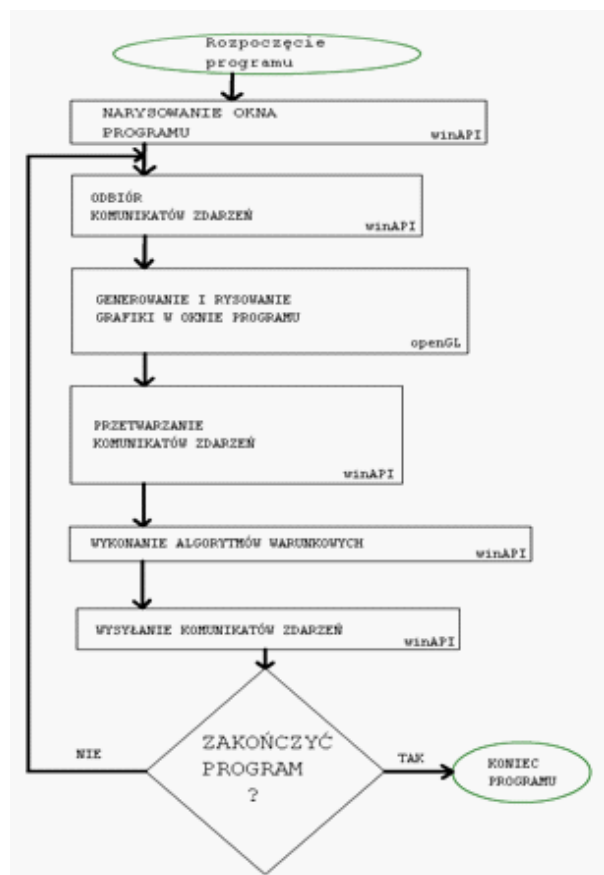 Rozpoczęcie
programu
NARYSOWANIE OKNA
PROGRAMU
winAPI
ODBIÓR
KOMUNIKATÓW ZDARZEŃ
winAPI
GENEROWANIE I RYSOWANIE
GRAFIKI W OKNIE PROGRAMU
openGL
PRZETWARZANIE
KOMUNIKATÓW ZDARZEŃ
winAPI
WYKONANIE ALGORYTMÓW WARUNKOWYCH
winAPI
WYSYŁANIE KOMUNIKATÓW ZDARZEŃ
winAPI
ZAKOŃCZYĆ
PROGRAM
?
NIE
TAK
KONIEC
PROGRAMU